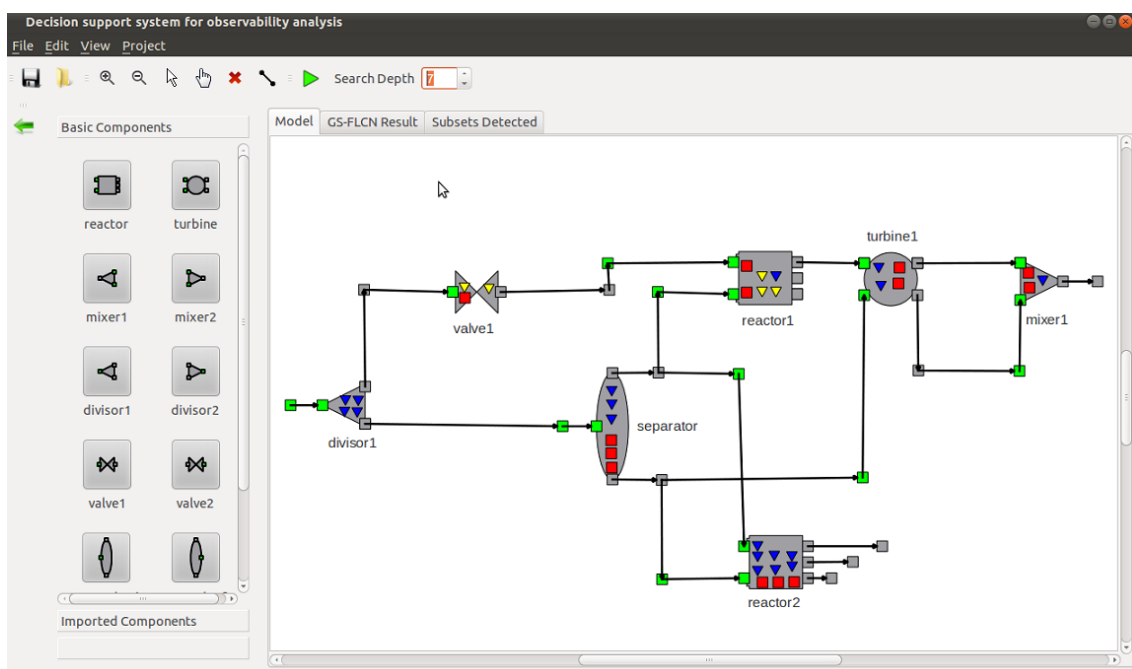 Decision support system for observability analysis
File Edit View Project
Search Depth 7
Basic Components
Model GS-FLCN Result Subsets Detected
reactor turbine
mixer1 mixer2
divisor1 divisor2
valve1 valve2
Imported Components
turbine1
valve1
reactor1
mixer1
divisor1
separator
reactor2